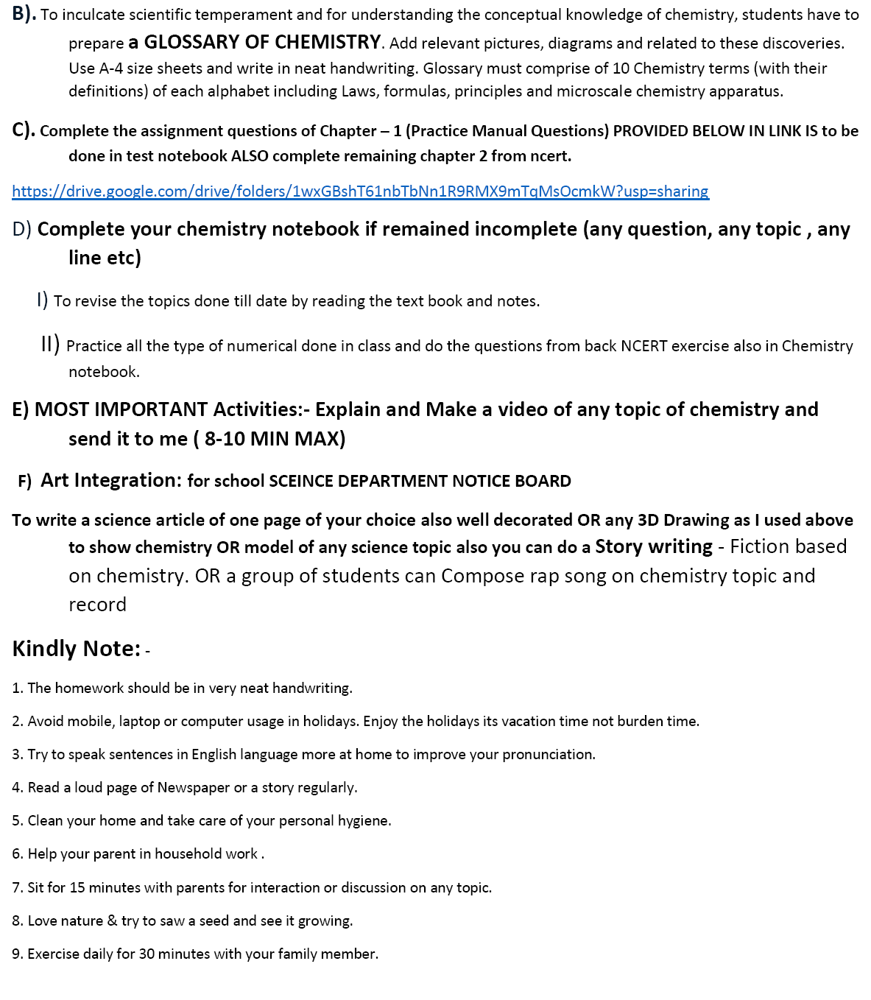 B). To inculcate scientific temperament and for understanding the conceptual knowledge of chemistry, students have to
prepare a GLOSSARY OF CHEMISTRY. Add relevant pictures, diagrams and related to these discoveries.
Use A-4 size sheets and write in neat handwriting. Glossary must comprise of 10 Chemistry terms (with their
definitions) of each alphabet including Laws, formulas, principles and microscale chemistry apparatus.
C). Complete the assignment questions of Chapter – 1 (Practice Manual Questions) PROVIDED BELOW IN LINK IS to be
done in test notebook ALSO complete remaining chapter 2 from ncert.
https://drive.google.com/drive/folders/1wxGBshT61nbTbNn1R9RMX9mTqMsOcmkW?usp=sharing
D) Complete your chemistry notebook if remained incomplete (any question, any topic , any
line etc)
I) To revise the topics done till date by reading the text book and notes.
II) Practice all the type of numerical done in class and do the questions from back NCERT exercise also in Chemistry
notebook.
E) MOST IMPORTANT Activities:- Explain and Make a video of any topic of chemistry and
send it to me ( 8-10 MIN MAX)
F) Art Integration: for school SCEINCE DEPARTMENT NOTICE BOARD
To write a science article of one page of your choice also well decorated OR any 3D Drawing as I used above
to show chemistry OR model of any science topic also you can do a Story writing - Fiction based
on chemistry. OR a group of students can Compose rap song on chemistry topic and
record
Kindly Note: -
1. The homework should be in very neat handwriting.
2. Avoid mobile, laptop or computer usage in holidays. Enjoy the holidays its vacation time not burden time.
3. Try to speak sentences in English language more at home to improve your pronunciation.
4. Read a loud page of Newspaper or a story regularly.
5. Clean your home and take care of your personal hygiene.
6. Help your parent in household work .
7. Sit for 15 minutes with parents for interaction or discussion on any topic.
8. Love nature & try to saw a seed and see it growing.
9. Exercise daily for 30 minutes with your family member.